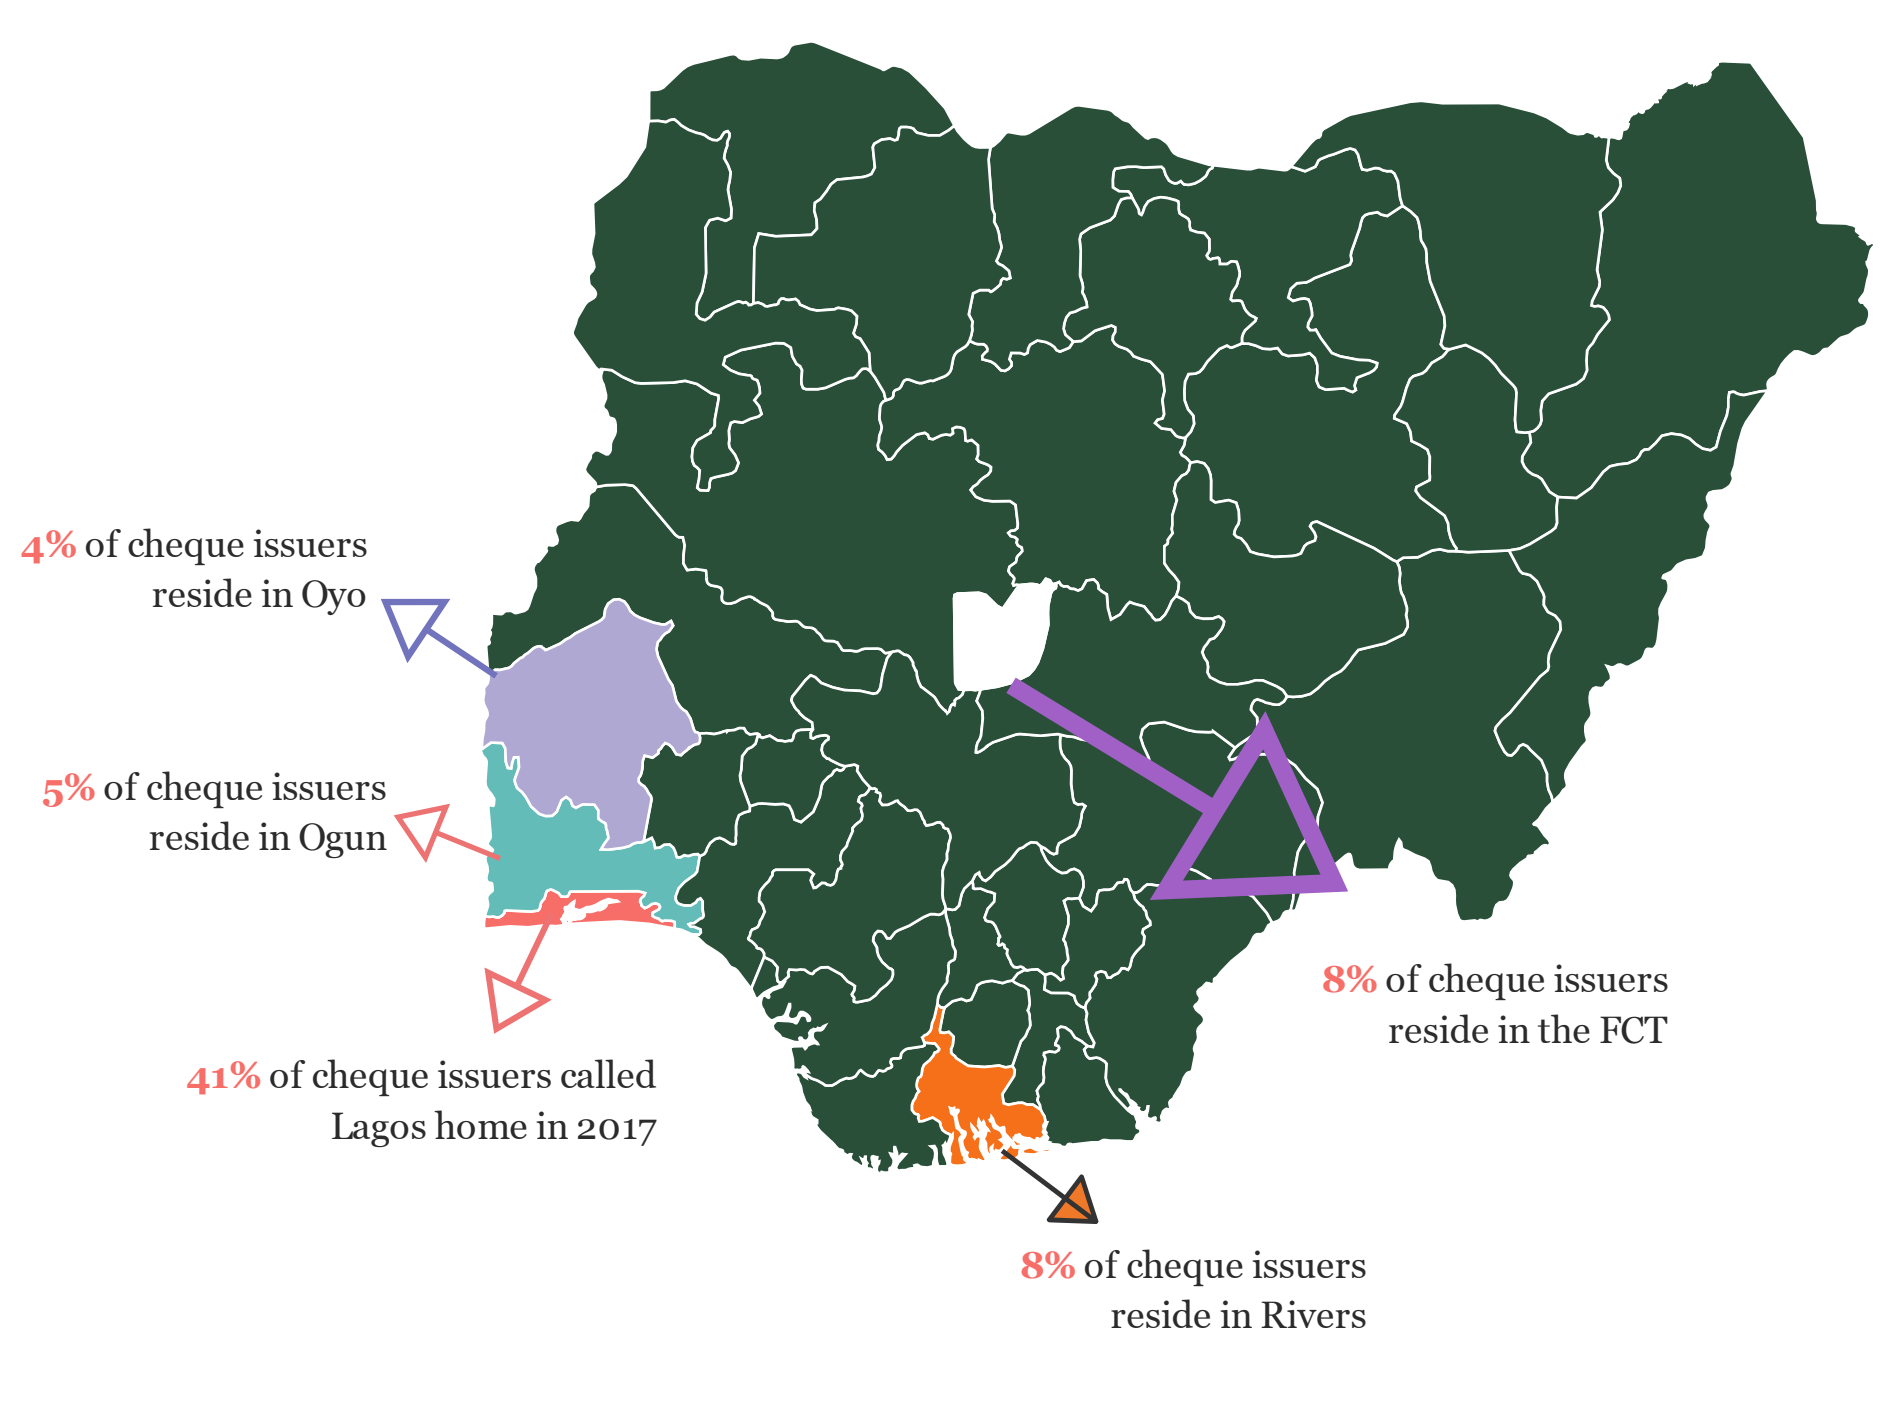 4% of cheque issuers
reside in Oyo
5% of cheque issuers
reside in Ogun
41% of cheque issuers called
Lagos home in 2017
8% of cheque issuers
reside in the FCT
8% of cheque issuers
reside in Rivers